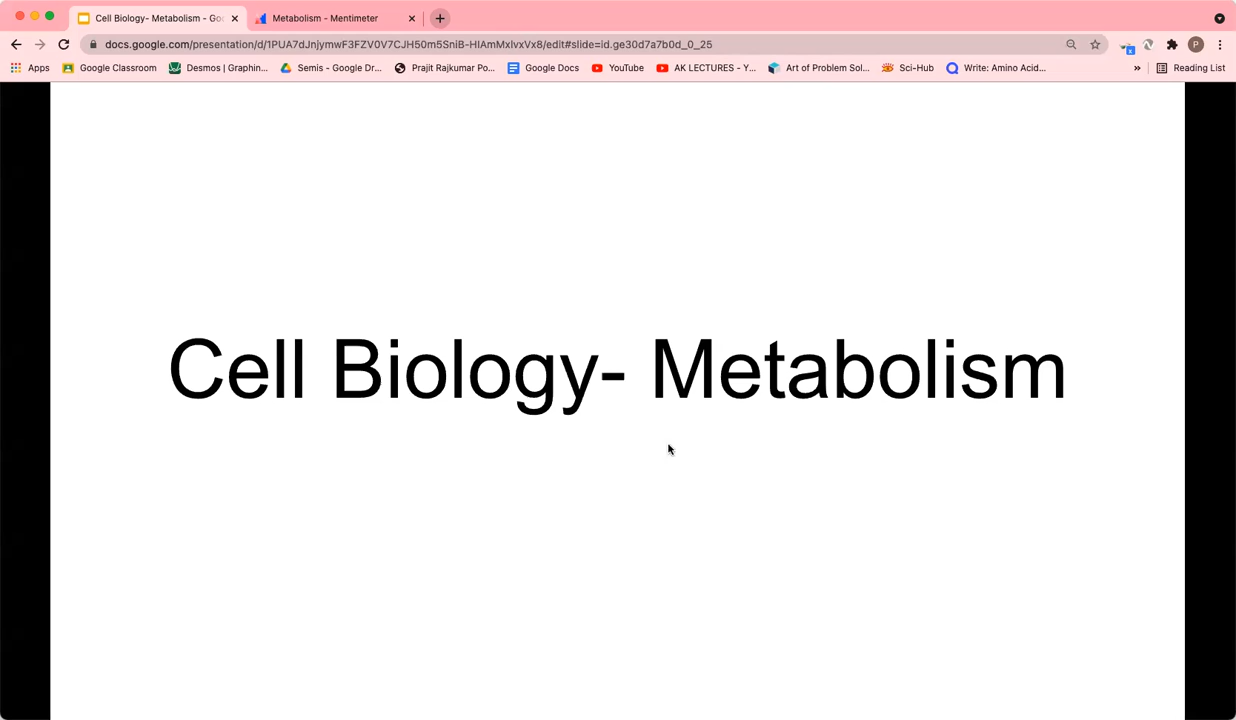 Cell Biology- Metabolism - Goo
Metabolism - Mentimeter
docs.google.com/presentation/d/1PUA7dJnjymwF3FZV0V7CJH50m5SniB-HIAmMxIvxVx8/edit#slide=id.ge30d7a7b0d_0_25
P
Apps
Google Classroom
Desmos | Graphin...
Semis - Google Dr...
Prajit Rajkumar Po...
Google Docs
YouTube
AK LECTURES - Y...
Art of Problem Sol...
Sci-Hub
Write: Amino Acid...
»
Reading List
Cell Biology- Metabolism